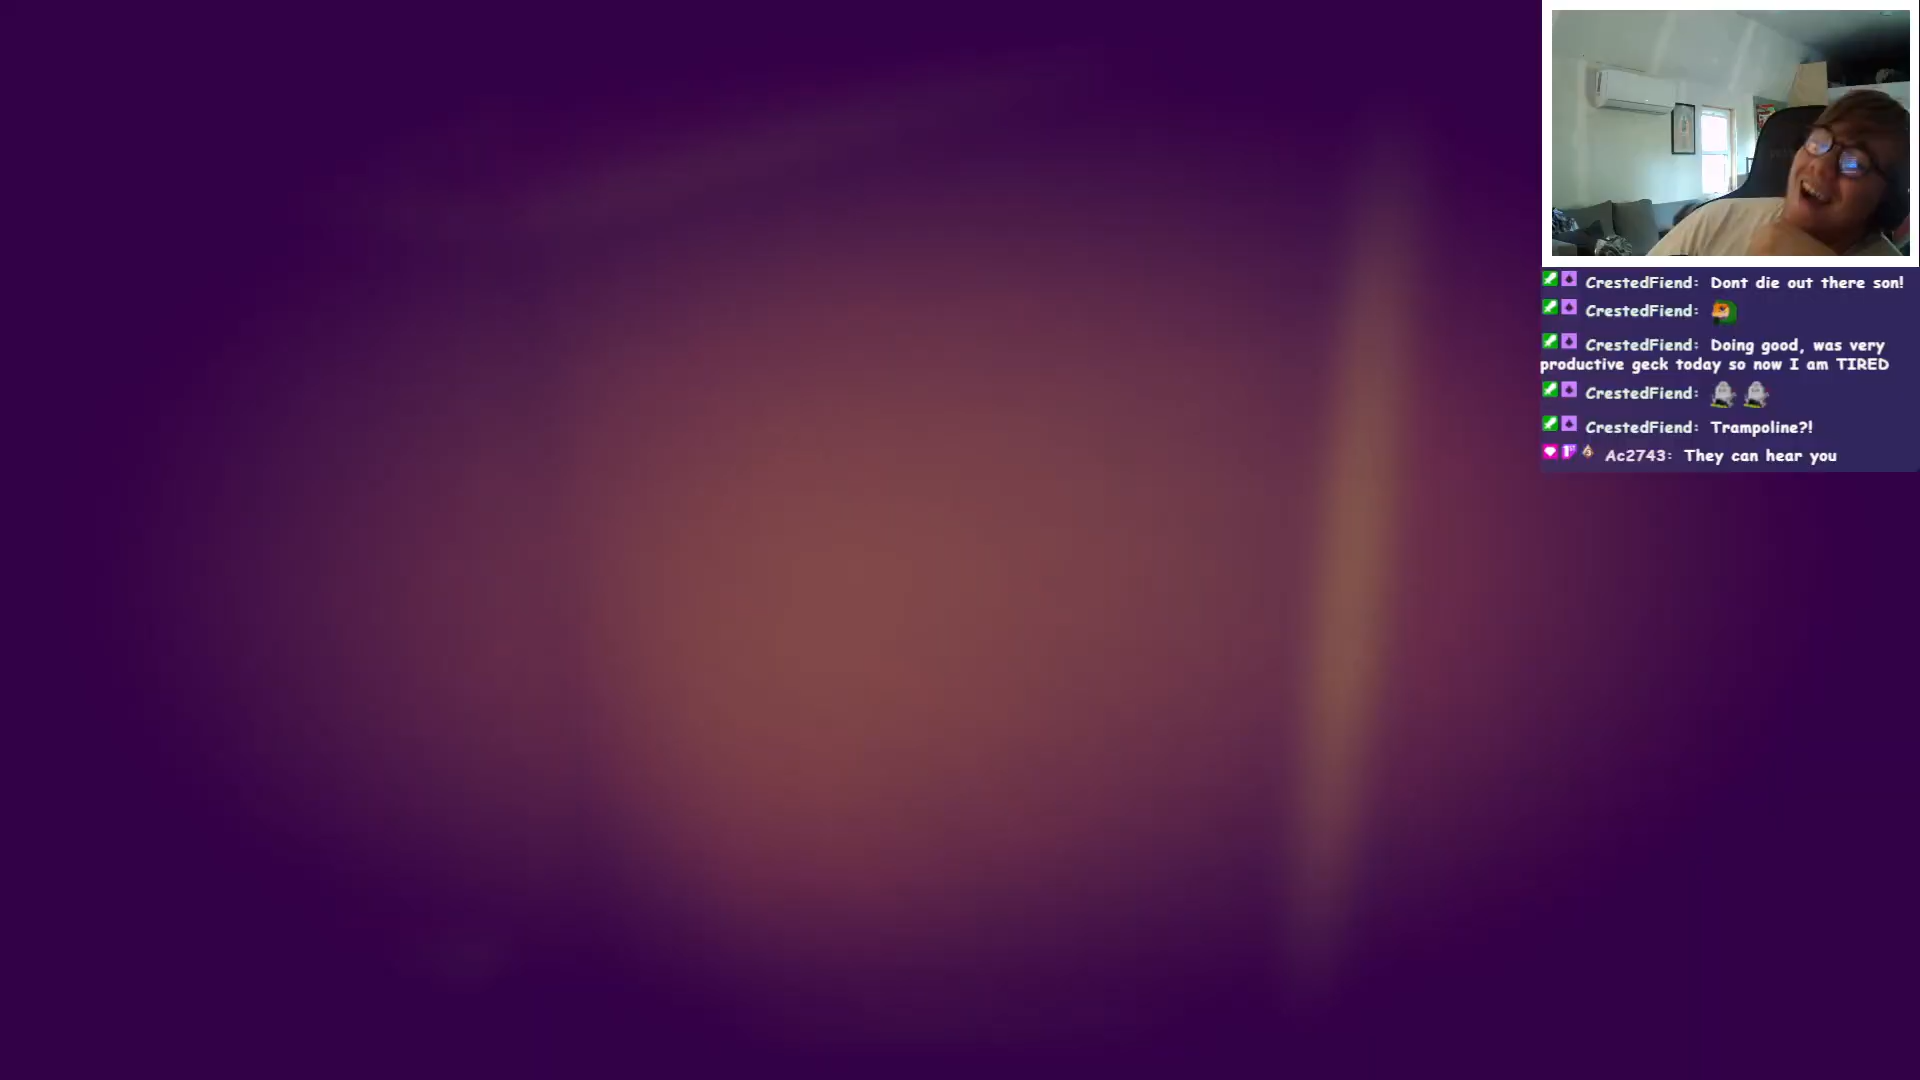 CrestedFiend: Dont die out there son!
CrestedFiend:
CrestedFiend: Doing good, was very
productive geck today so now I am TIRED
CrestedFiend:
CrestedFiend: Trampoline?!
Ac2743: They can hear you